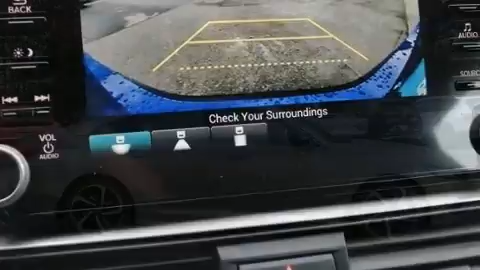 BACK
AUDIO
SOURCE
Check Your Surroundings
VOL
AUDIO